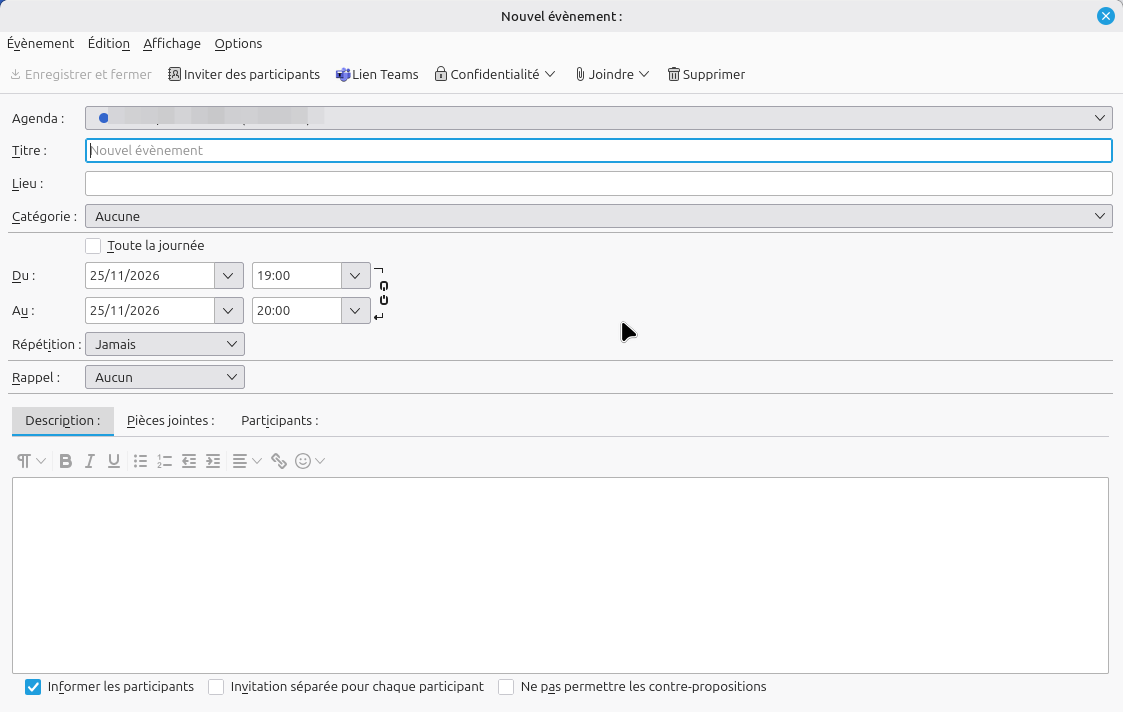 Nouvel évènement :
Évènement Édition Affichage Options
Enregistrer et fermer Inviter des participants Lien Teams Confidentialité Joindre Supprimer
Agenda :
Titre : Nouvel évènement
Lieu :
Catégorie : Aucune
Toute la journée
Du : 25/11/2026 19:00
Au : 25/11/2026 20:00
Répétition : Jamais
Rappel : Aucun
Description : Pièces jointes : Participants :
Informer les participants Invitation séparée pour chaque participant Ne pas permettre les contre-propositions